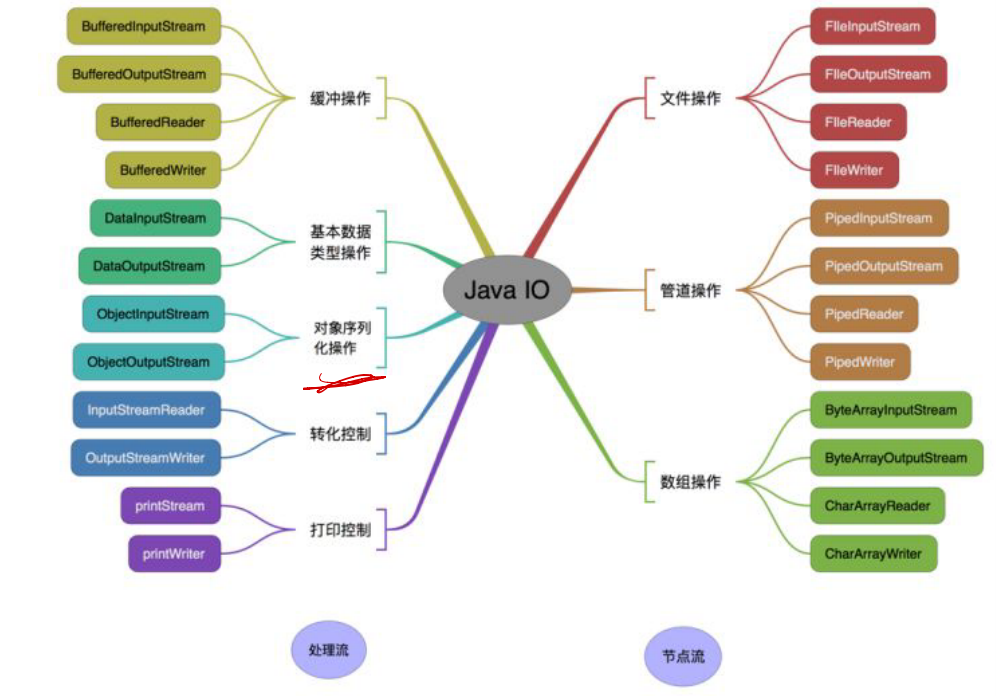 BufferedInputStream
BufferedOutputStream
BufferedReader
BufferedWriter
缓冲操作
DataInputStream
DataOutputStream
基本数据
类型操作
ObjectInputStream
ObjectOutputStream
对象序列
化操作
InputStreamReader
OutputStreamWriter
转化控制
printStream
printWriter
打印控制
处理流
Java IO
文件操作
FIleInputStream
FIleOutputStream
FIleReader
FIleWriter
管道操作
PipedInputStream
PipedOutputStream
PipedReader
PipedWriter
数组操作
ByteArrayInputStream
ByteArrayOutputStream
CharArrayReader
CharArrayWriter
节点流